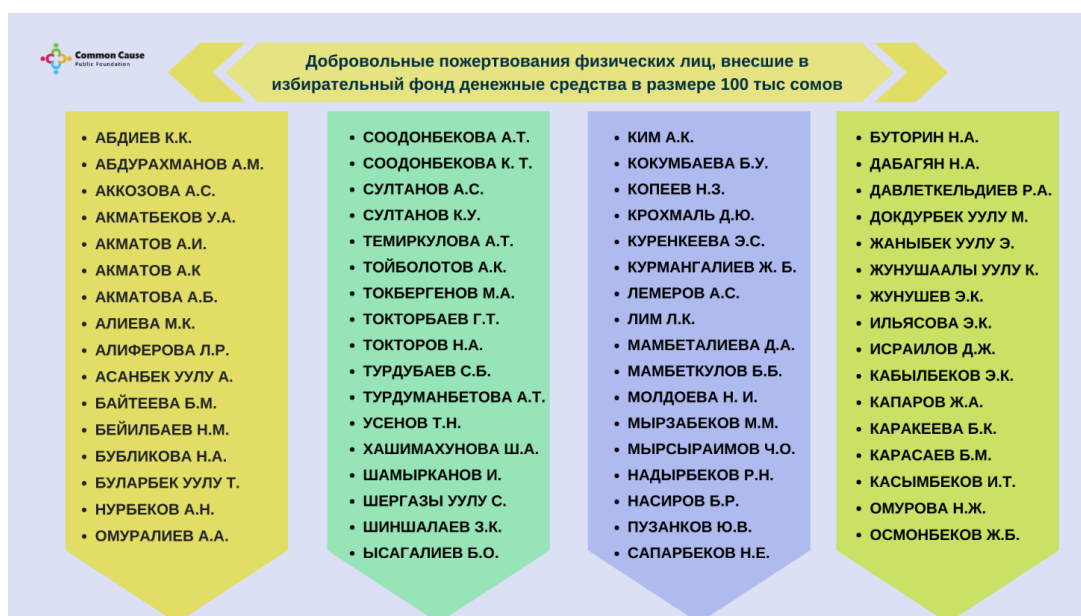 Common Cause
Public Foundation
Добровольные пожертвования физических лиц, внесшие в
избирательный фонд денежные средства в размере 100 тыс сомов
• АБДИЕВ К.К.
• АБДУРАХМАНОВ А.М.
• АККОЗОВА А.С.
• АКМАТБЕКОВ У.А.
• АКМАТОВ А.И.
• АКМАТОВ А.К
• АКМАТОВА А.Б.
• АЛИЕВА М.К.
• АЛИФЕРОВА Л.Р.
• АСАНБЕК УУЛУ А.
• БАЙТЕЕВА Б.М.
• БЕЙИЛБАЕВ Н.М.
• БУБЛИКОВА Н.А.
• БУЛАРБЕК УУЛУ Т.
• НУРБЕКОВ А.Н.
• ОМУРАЛИЕВ А.А.
• СООДОНБЕКОВА А.Т.
• СООДОНБЕКОВА К. Т.
• СУЛТАНОВ А.С.
• СУЛТАНОВ К.У.
• ТЕМИРКУЛОВА А.Т.
• ТОЙБОЛОТОВ А.К.
• ТОКБЕРГЕНОВ М.А.
• ТОКТОРБАЕВ Г.Т.
• ТОКТОРОВ Н.А.
• ТУРДУБАЕВ С.Б.
• ТУРДУМАНБЕТОВА А.Т.
• УСЕНОВ Т.Н.
• ХАШИМАХУНОВА Ш.А.
• ШАМЫРКАНОВ И.
• ШЕРГАЗЫ УУЛУ С.
• ШИНШАЛАЕВ З.К.
• ЫСАГАЛИЕВ Б.О.
• КИМ А.К.
• КОКУМБАЕВА Б.У.
• КОПЕЕВ Н.З.
• КРОХМАЛЬ Д.Ю.
• КУРЕНКЕЕВА Э.С.
• КУРМАНГАЛИЕВ Ж. Б.
• ЛЕМЕРОВ А.С.
• ЛИМ Л.К.
• МАМБЕТАЛИЕВА Д.А.
• МАМБЕТКУЛОВ Б.Б.
• МОЛДОЕВА Н. И.
• МЫРЗАБЕКОВ М.М.
• МЫРСЫРАИМОВ Ч.О.
• НАДЫРБЕКОВ Р.Н.
• НАСИРОВ Б.Р.
• ПУЗАНКОВ Ю.В.
• САПАРБЕКОВ Н.Е.
• БУТОРИН Н.А.
• ДАБАГЯН Н.А.
• ДАВЛЕТКЕЛЬДИЕВ Р.А.
• ДОКДУРБЕК УУЛУ М.
• ЖАНЫБЕК УУЛУ Э.
• ЖУНУШААЛЫ УУЛУ К.
• ЖУНУШЕВ Э.К.
• ИЛЬЯСОВА Э.К.
• ИСРАИЛОВ Д.Ж.
• КАБЫЛБЕКОВ Э.К.
• КАПАРОВ Ж.А.
• КАРАКЕЕВА Б.К.
• КАРАСАЕВ Б.М.
• КАСЫМБЕКОВ И.Т.
• ОМУРОВА Н.Ж.
• ОСМОНБЕКОВ Ж.Б.